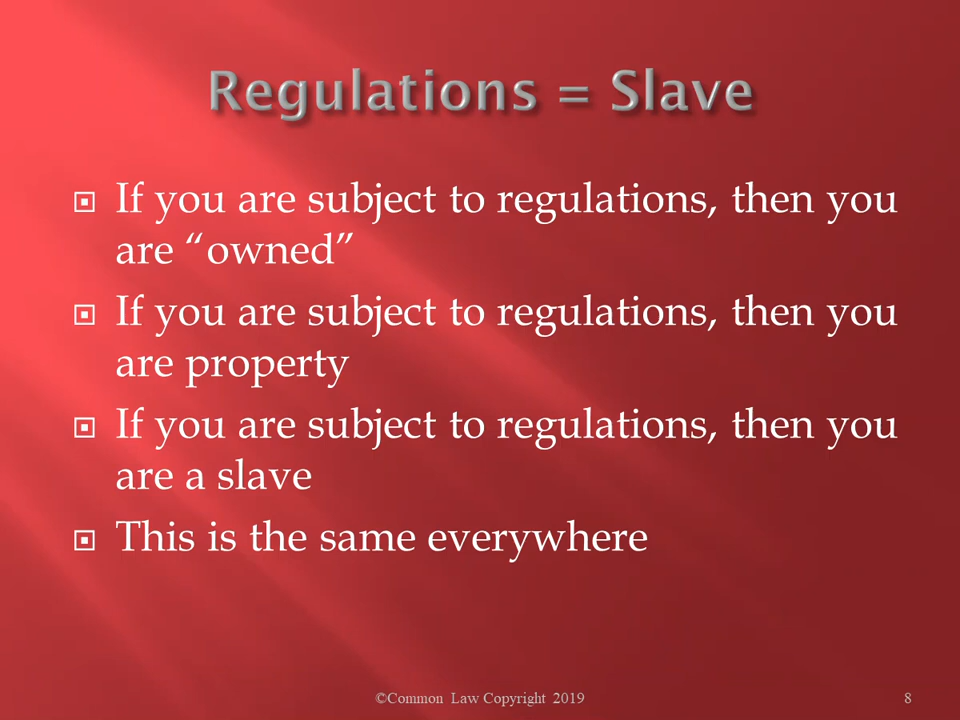 Regulations = Slave
If you are subject to regulations, then you
are “owned”
If you are subject to regulations, then you
are property
If you are subject to regulations, then you
are a slave
This is the same everywhere
©Common Law Copyright 2019
8